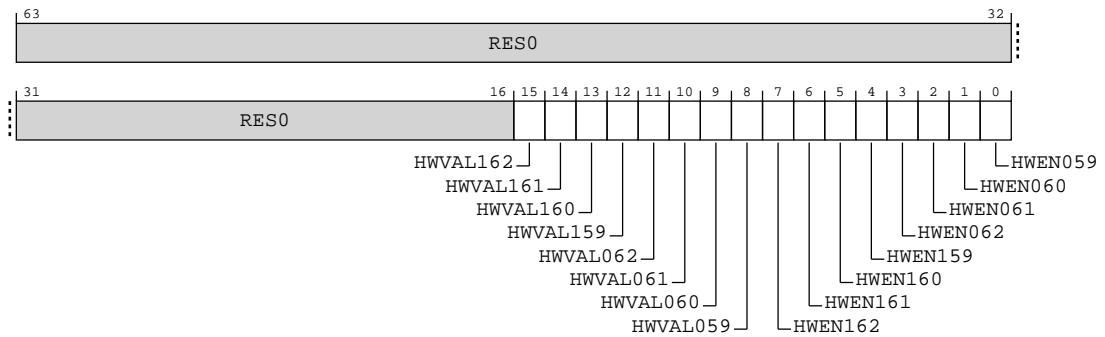 63 32
RES0
31 16 15 14 13 12 11 10 9 8 7 6 5 4 3 2 1 0
RES0
HWVAL162 HWEN059
HWVAL161 HWEN060
HWVAL160 HWEN061
HWVAL159 HWEN062
HWVAL062 HWEN159
HWVAL061 HWEN160
HWVAL060 HWEN161
HWVAL059 HWEN162